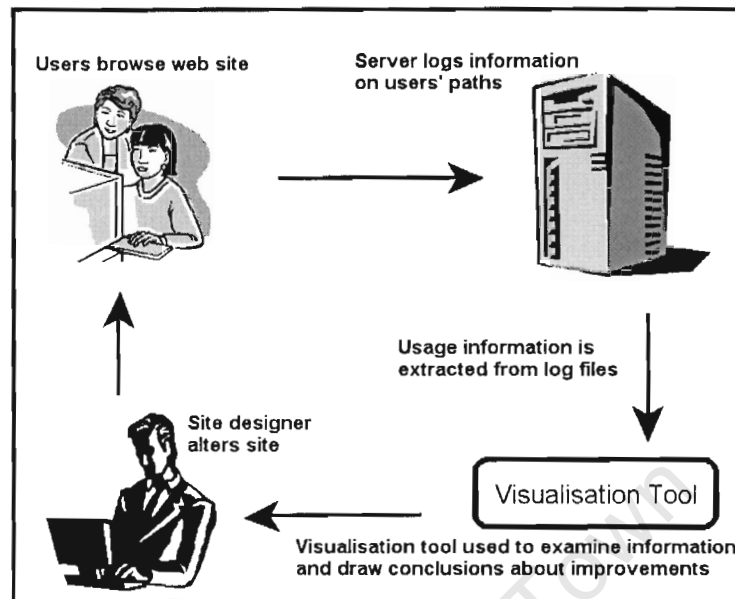 Users browse web site
Server logs information
on users' paths
Usage information is
extracted from log files
Site designer
alters site
Visualisation Tool
Visualisation tool used to examine information
and draw conclusions about improvements
Town